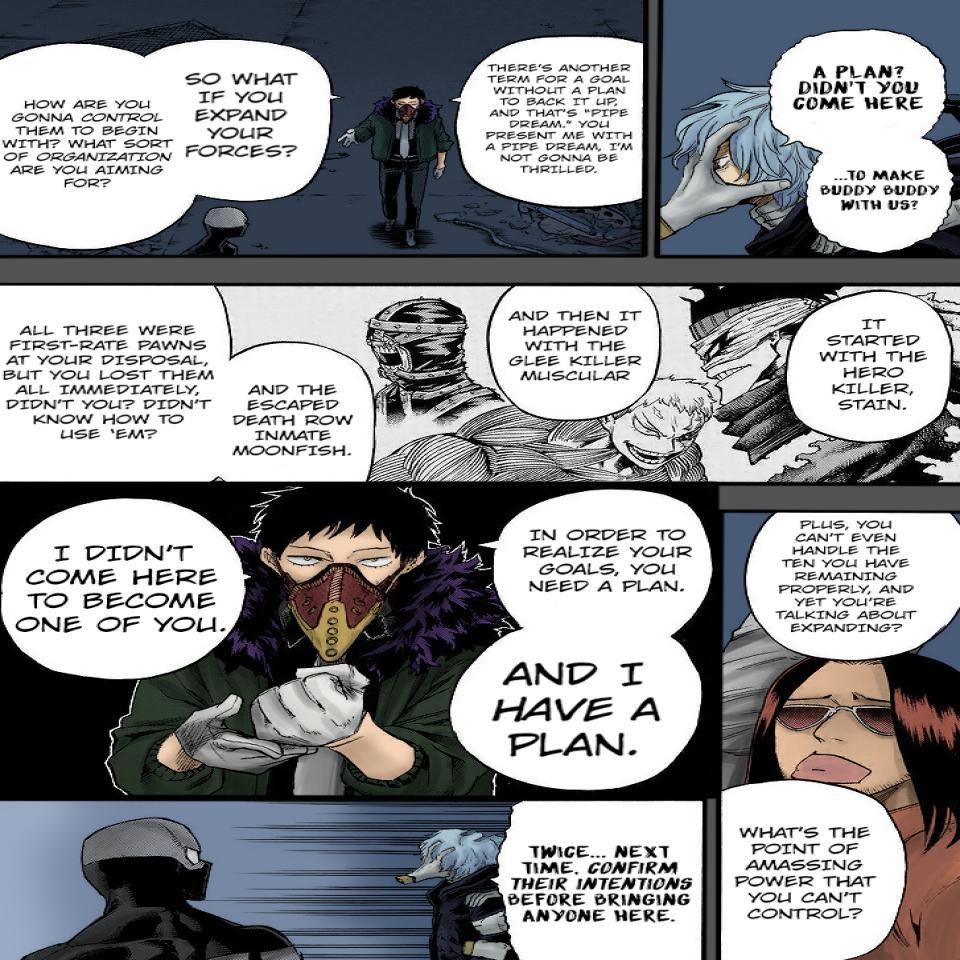 A PLAN?
DIDN'T YOU
COME HERE
...TO MAKE
BUDDY BUDDY
WITH US?
THERE'S ANOTHER
TERM FOR A GOAL
WITHOUT A PLAN
TO BACK IT UP,
AND THAT'S "PIPE
DREAM." YOU
PRESENT ME WITH
A PIPE DREAM, I'M
NOT GONNA BE
THRILLED.
SO WHAT
IF YOU
EXPAND
YOUR
FORCES?
HOW ARE YOU
GONNA CONTROL
THEM TO BEGIN
WITH? WHAT SORT
OF ORGANIZATION
ARE YOU AIMING
FOR?
IT
STARTED
WITH THE
HERO
KILLER,
STAIN.
AND THEN IT
HAPPENED
WITH THE
GLEE KILLER
MUSCULAR
AND THE
ESCAPED
DEATH ROW
INMATE
MOONFISH.
ALL THREE WERE
FIRST-RATE PAWNS
AT YOUR DISPOSAL,
BUT YOU LOST THEM
ALL IMMEDIATELY,
DIDN'T YOU? DIDN'T
KNOW HOW TO
USE 'EM?
PLUS, YOU
CAN'T EVEN
HANDLE THE
TEN YOU HAVE
REMAINING
PROPERLY, AND
YET YOU'RE
TALKING ABOUT
EXPANDING?
WHAT'S THE
POINT OF
AMASSING
POWER THAT
YOU CAN'T
CONTROL?
IN ORDER TO
REALIZE YOUR
GOALS, YOU
NEED A PLAN.
AND I
HAVE A
PLAN.
I DIDN'T
COME HERE
TO BECOME
ONE OF YOU.
TWICE... NEXT
TIME, CONFIRM
THEIR INTENTIONS
BEFORE BRINGING
ANYONE HERE.